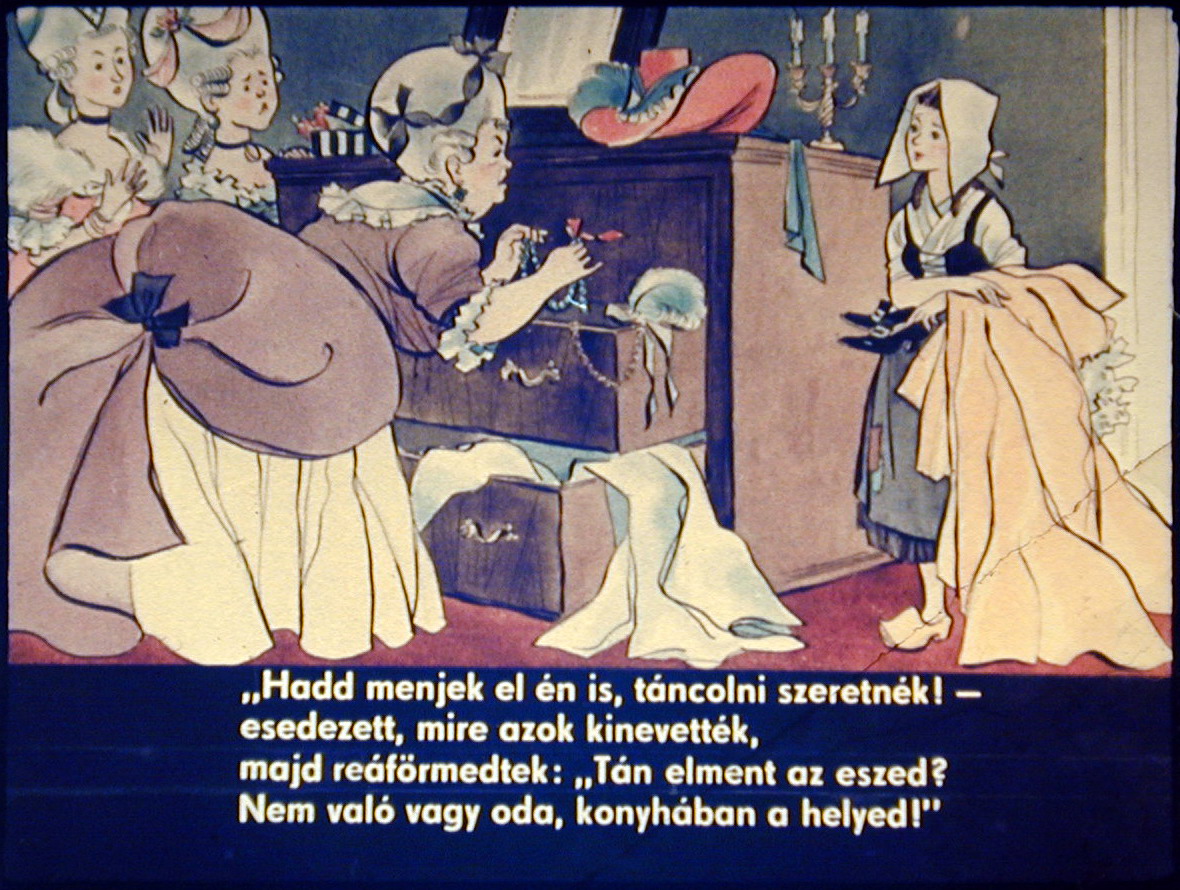 „Hadd menjek el én is, táncolni szeretnék! —
esedezett, mire azok kinevették,
majd reáförmedtek: „Tán elment az eszed?
Nem való vagy oda, konyhában a helyed!”